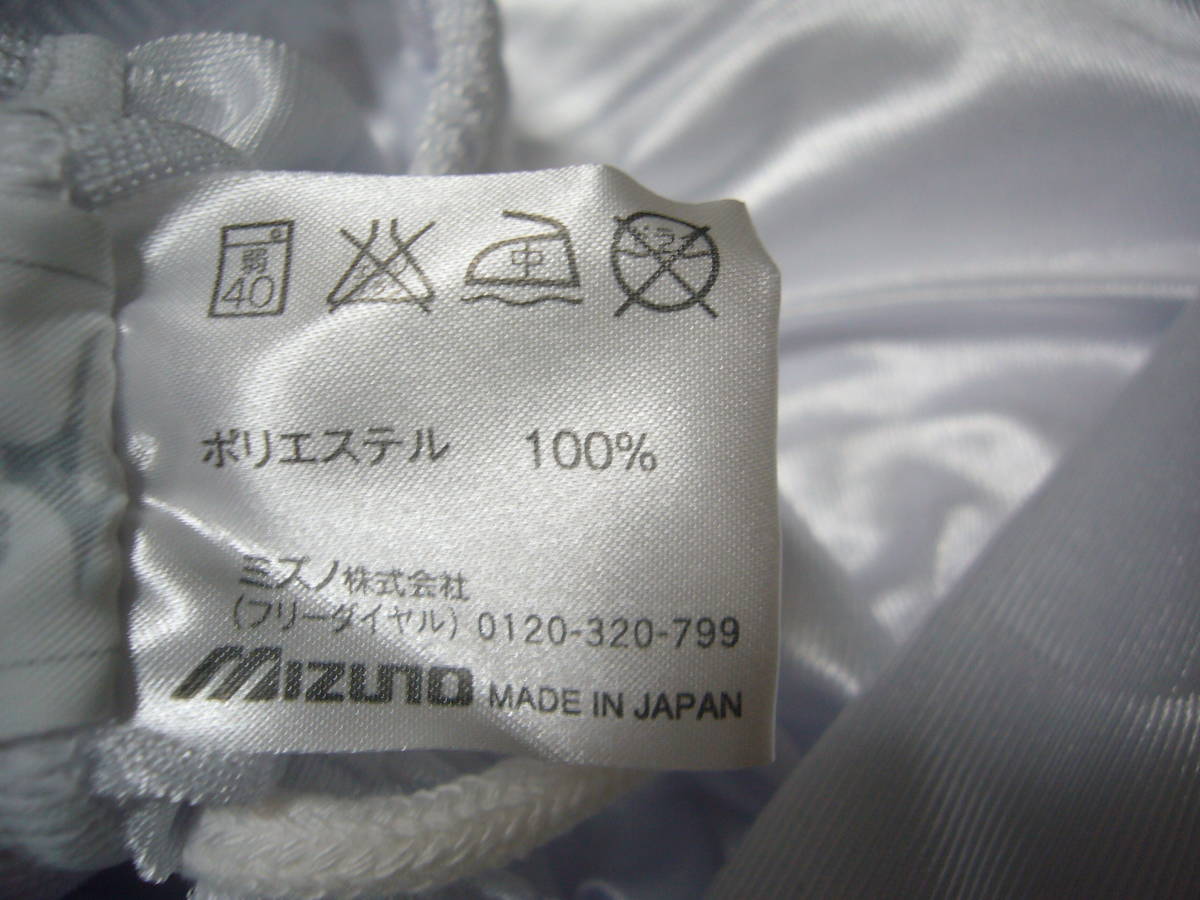 弱 中
40
ポリエステル 100%
ミズノ株式会社
(フリーダイヤル) 0120-320-799
MIZUNO MADE IN JAPAN